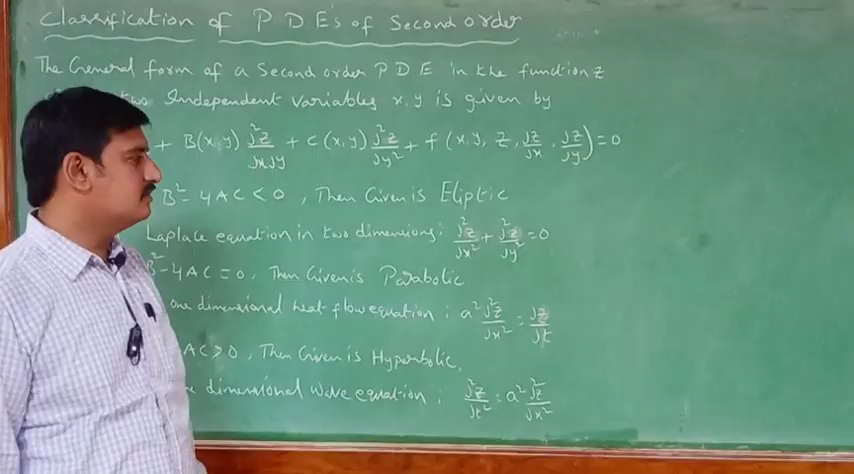 Classification of PDE's of Second order
The General form of a Second order PDE in the function z
two Independent variables x, y is given by
+ B(x,y) ∂²z/∂x∂y + C(x,y) ∂²z/∂y² + f(x,y, z, ∂z/∂x, ∂z/∂y) = 0
B² - 4AC < 0, Then Given is Eliptic
Laplace equation in two dimensions: ∂²z/∂x² + ∂²z/∂y² = 0
B² - 4AC = 0, Then Given is Parabolic
one dimensional heat flow equation : a² ∂²z/∂x² = ∂z/∂t
AC > 0, Then Given is Hyperbolic.
dimensional wave equation : ∂²z/∂t² = a² ∂²z/∂x²